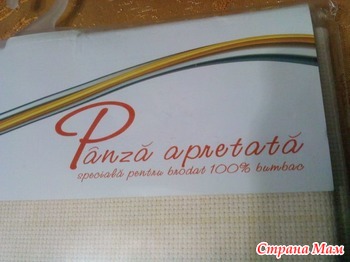 Pânză apretată
specială pentru brodat 100% bumbac
Страна Мам